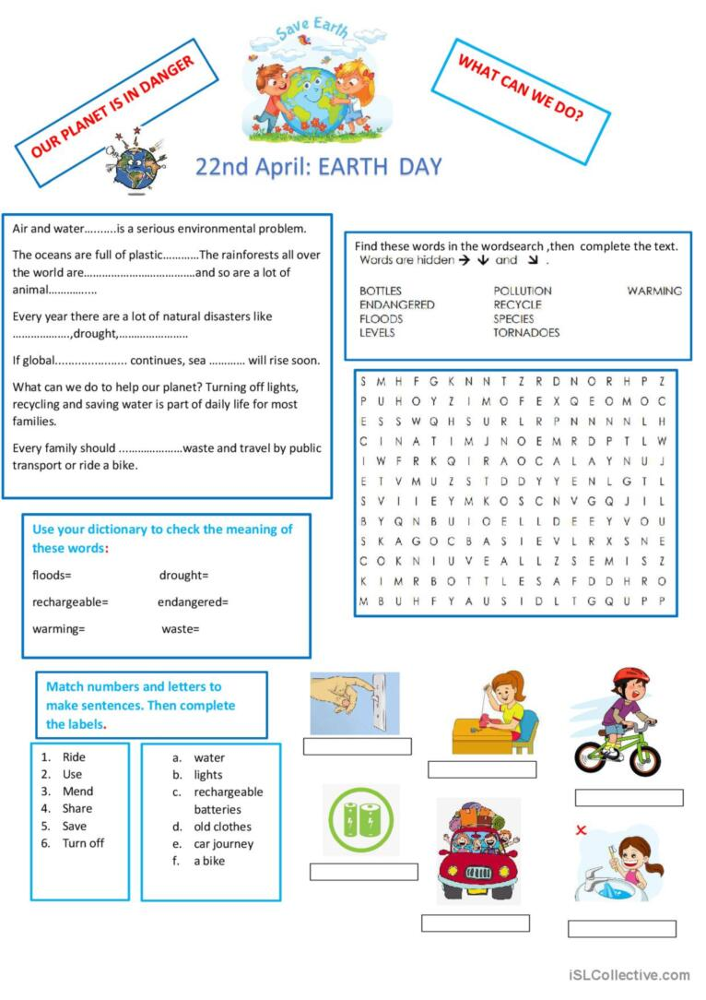 Save Earth
OUR PLANET IS IN DANGER
WHAT CAN WE DO?
22nd April: EARTH DAY
Air and water..........is a serious environmental problem.
The oceans are full of plastic............The rainforests all over
the world are......................................and so are a lot of
animal................
Every year there are a lot of natural disasters like
...................,drought,.......................
If global....................... continues, sea ............ will rise soon.
What can we do to help our planet? Turning off lights,
recycling and saving water is part of daily life for most
families.
Every family should ......................waste and travel by public
transport or ride a bike.
Find these words in the wordsearch ,then complete the text.
Words are hidden → ↓ and ↘ .
BOTTLES POLLUTION WARMING
ENDANGERED RECYCLE
FLOODS SPECIES
LEVELS TORNADOES
S M H F G K N N T Z R D N O R H P Z
P U H O Y Z I M O F E X Q E O M O C
E S S W Q H S U R L R P N N N N L H
C I N A T I M J N O E M R D P T L W
I W F R K Q I R A O C A L A Y N U J
E T V M U Z S T D D Y Y E N L G T L
S V I I E Y M K O S C N V G Q J I L
B Y Q N B U I O E L L D E E Y V O U
S K A G O C B A S I E V L R X S N E
C O K N I U V E A L L Z S E M I S Z
K I M R B O T T L E S A F D D H R O
M B U H F Y A U S I D L T G Q U P P
Use your dictionary to check the meaning of
these words:
floods= drought=
rechargeable= endangered=
warming= waste=
Match numbers and letters to
make sentences. Then complete
the labels.
1. Ride
2. Use
3. Mend
4. Share
5. Save
6. Turn off
a. water
b. lights
c. rechargeable
batteries
d. old clothes
e. car journey
f. a bike
x
iSLCollective.com